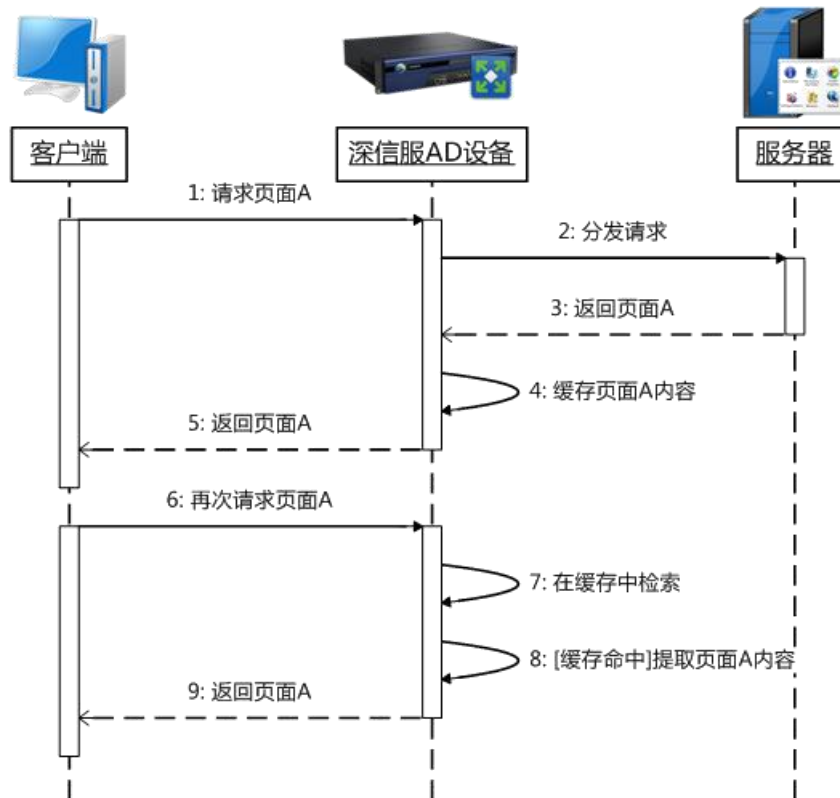 客户端
深信服AD设备
服务器
1: 请求页面A
2: 分发请求
3: 返回页面A
4: 缓存页面A内容
5: 返回页面A
6: 再次请求页面A
7: 在缓存中检索
8: [缓存命中]提取页面A内容
9: 返回页面A